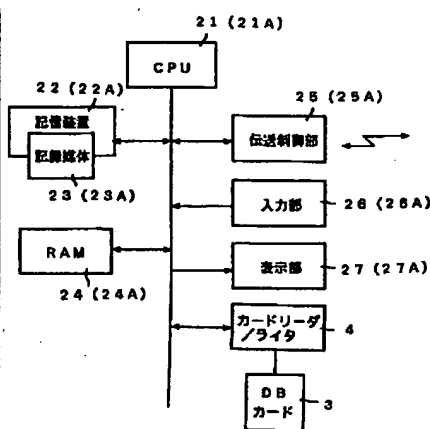 21 (21A)
CPU
22 (22A)
記憶装置
記録媒体
23 (23A)
25 (25A)
伝送制御部
入力部
26 (26A)
RAM
24 (24A)
表示部
27 (27A)
カードリーダ
/ライタ
4
DB
カード
3